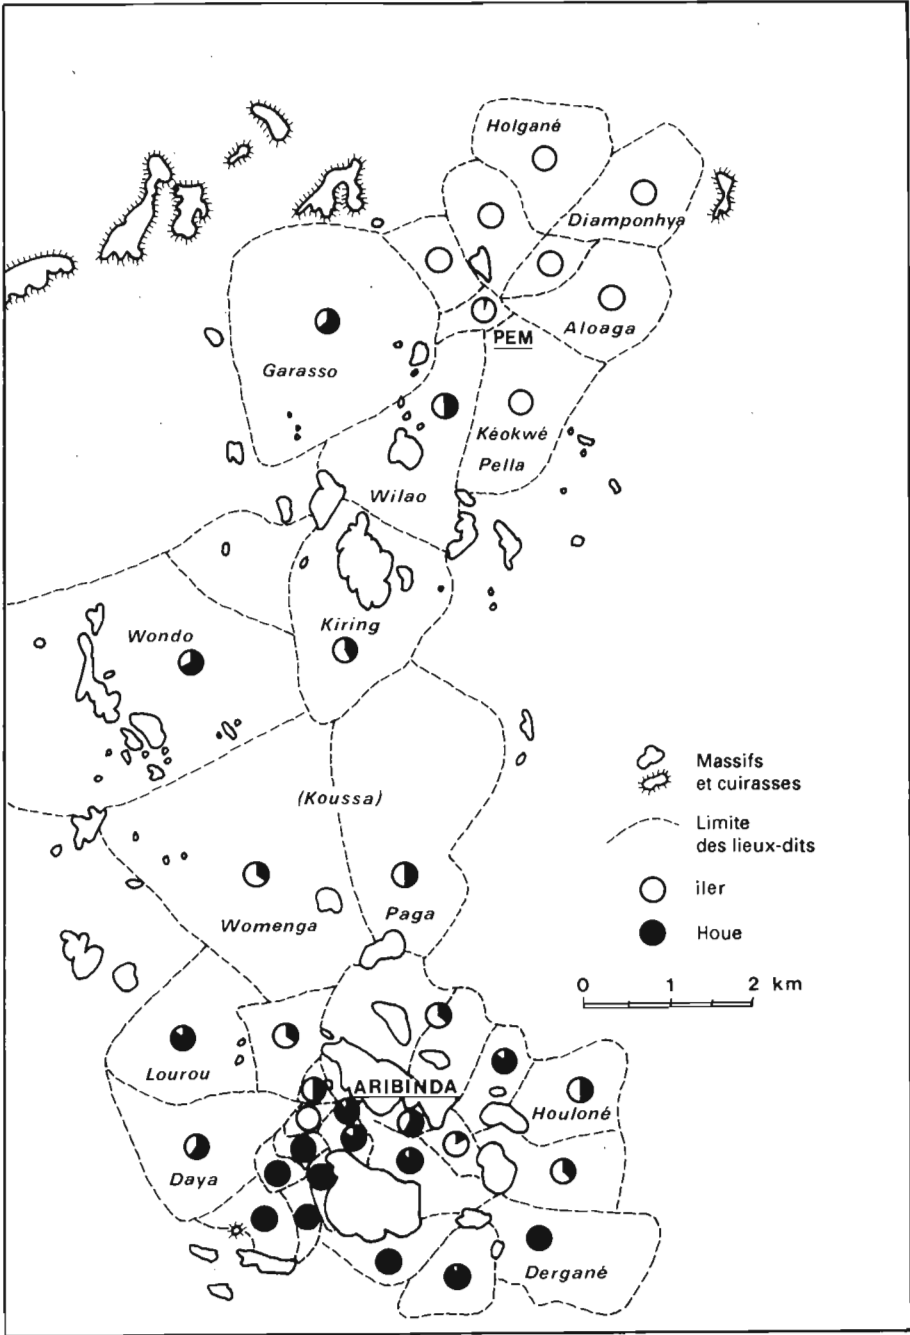 Holgané
Diamponhya
Aloaga
PEM
Garasso
Kéokwé
Pella
Wilao
Kiring
Wondo
Massifs
et cuirasses
(Koussa)
Limite
des lieux-dits
iler
Womenga
Paga
Houe
0 1 2 km
Lourou
ARIBINDA
Houloné
Daya
Dergané